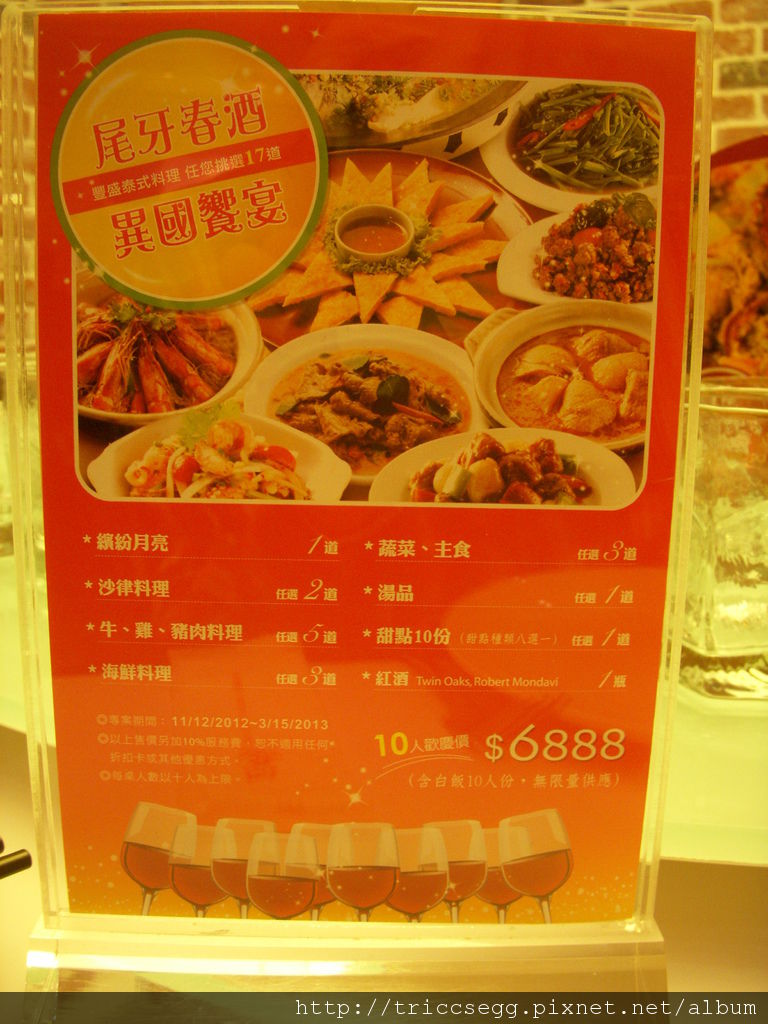 尾牙春酒
豐盛泰式料理 任您挑選17道
異國饗宴
*繽紛月亮 1道
*沙律料理 任選2道
*牛、雞、豬肉料理 任選5道
*海鮮料理 任選3道
*蔬菜、主食 任選3道
*湯品 任選1道
*甜點10份(甜點種類八選一) 任選1道
*紅酒 Twin Oaks, Robert Mondavi 1瓶
專案期間:11/12/2012~3/15/2013
以上售價另加10%服務費,恕不適用任何
折扣卡或其他優惠方式。
每桌人數以十人為上限。
10人歡慶價 $6888
(含白飯10人份,無限量供應)
http://triccsegg.pixnet.net/album